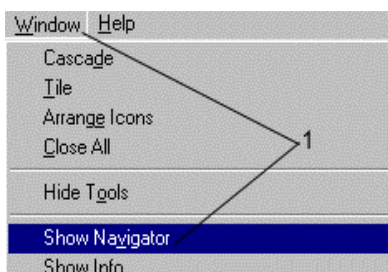 Window Help
Cascade
Tile
Arrange Icons
Close All
1
Hide Tools
Show Navigator
Show Info